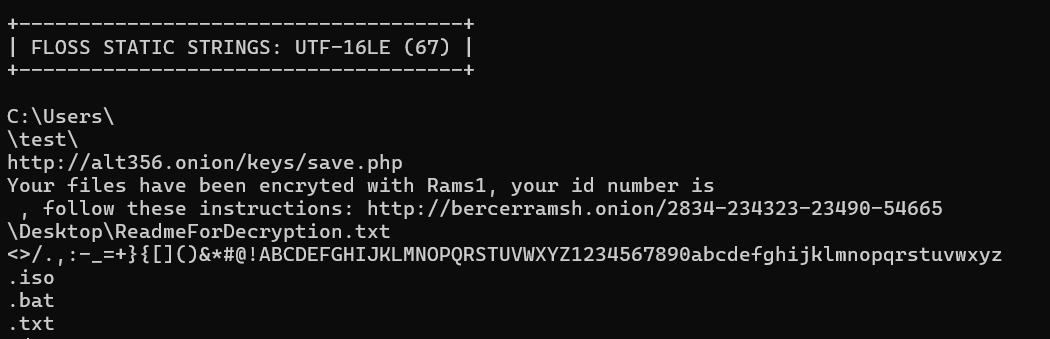 +-------------------------------------+
| FLOSS STATIC STRINGS: UTF-16LE (67) |
+-------------------------------------+
C:\Users\
\test\
http://alt356.onion/keys/save.php
Your files have been encryted with Rams1, your id number is
 , follow these instructions: http://bercerramsh.onion/2834-234323-23490-54665
\Desktop\ReadmeForDecryption.txt
<>/.,:-_=+}{[]()&*#@!ABCDEFGHIJKLMNOPQRSTUVWXYZ1234567890abcdefghijklmnopqrstuvwxyz
.iso
.bat
.txt